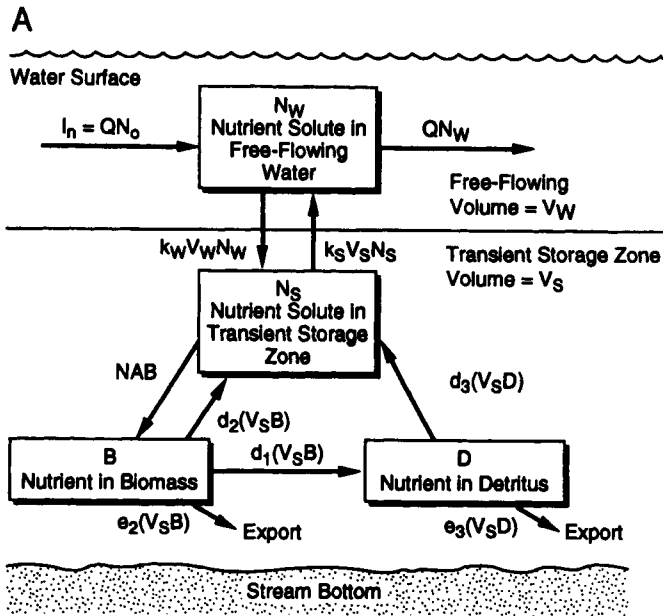 A
Water Surface
I_n = QN_o
N_W
Nutrient Solute in
Free-Flowing
Water
QN_W
Free-Flowing
Volume = V_W
k_WV_WN_W
k_SV_SN_S
Transient Storage Zone
Volume = V_S
N_S
Nutrient Solute in
Transient Storage
Zone
NAB
d_2(V_SB)
d_3(V_SD)
B
Nutrient in Biomass
d_1(V_SB)
D
Nutrient in Detritus
e_2(V_SB)
Export
e_3(V_SD)
Export
Stream Bottom